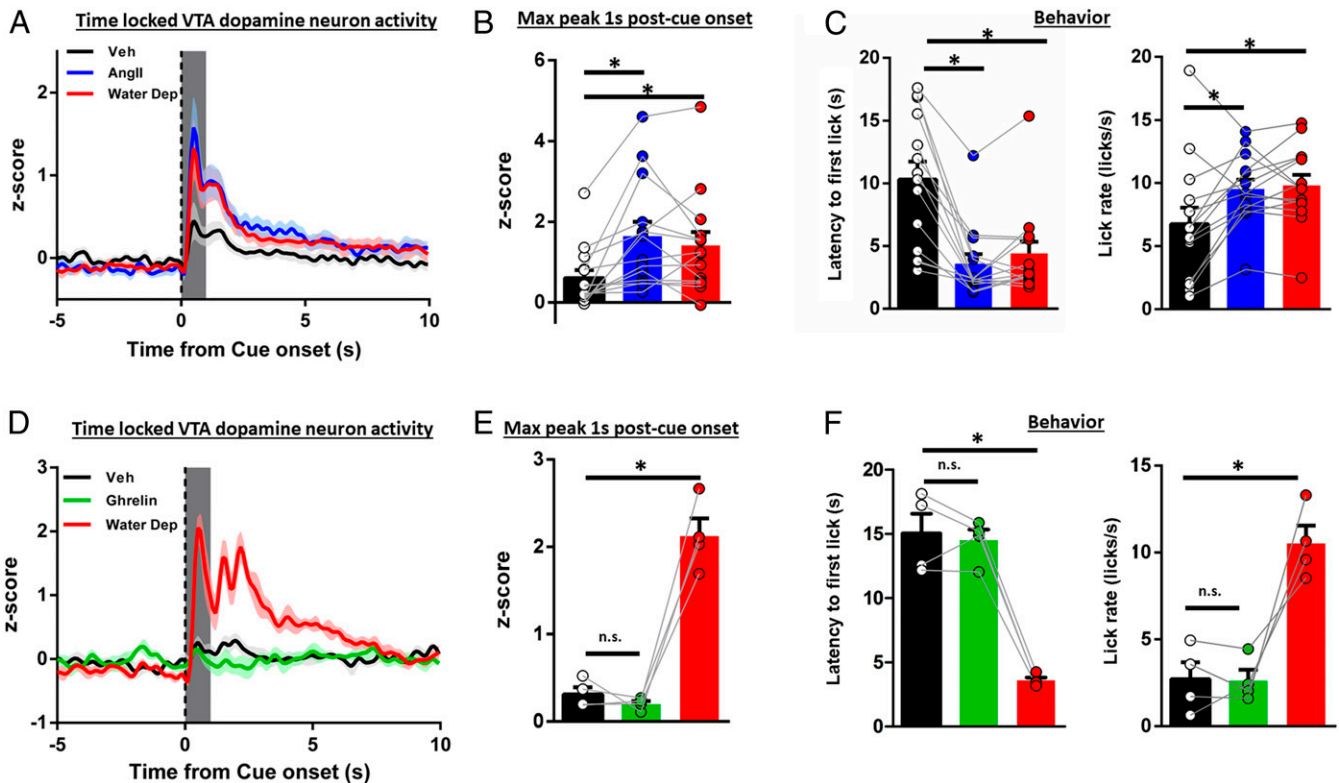 A
Time locked VTA dopamine neuron activity
Veh
AngII
Water Dep
z-score
2
1
0
-5
0
5
10
Time from Cue onset (s)
B
Max peak 1s post-cue onset
z-score
6
4
2
0
*
*
C
Behavior
Latency to first lick (s)
20
15
10
5
0
*
*
Lick rate (licks/s)
20
15
10
5
0
*
*
D
Time locked VTA dopamine neuron activity
Veh
Ghrelin
Water Dep
z-score
3
2
1
0
-1
-5
0
5
10
Time from Cue onset (s)
E
Max peak 1s post-cue onset
z-score
3
2
1
0
*
n.s.
F
Behavior
Latency to first lick (s)
20
15
10
5
0
*
n.s.
Lick rate (licks/s)
15
10
5
0
*
n.s.